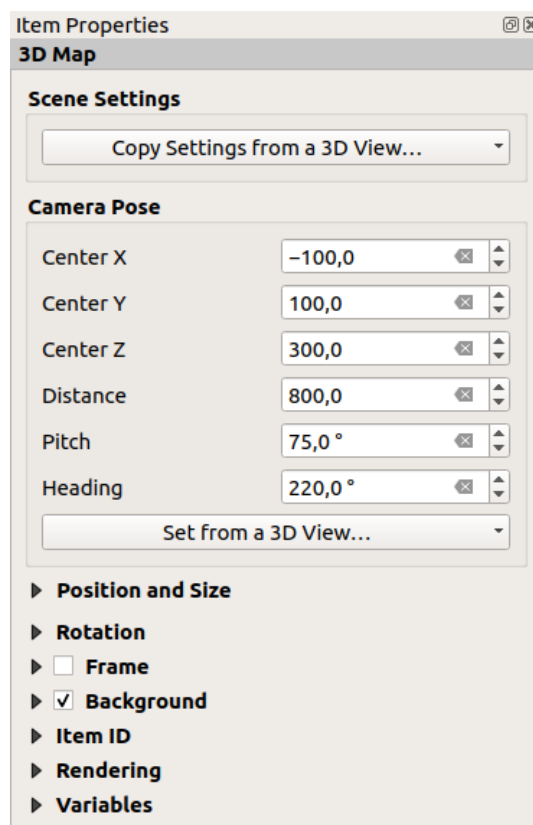 Item Properties
3D Map
Scene Settings
Copy Settings from a 3D View...
Camera Pose
Center X −100,0
Center Y 100,0
Center Z 300,0
Distance 800,0
Pitch 75,0 °
Heading 220,0 °
Set from a 3D View...
Position and Size
Rotation
Frame
Background
Item ID
Rendering
Variables